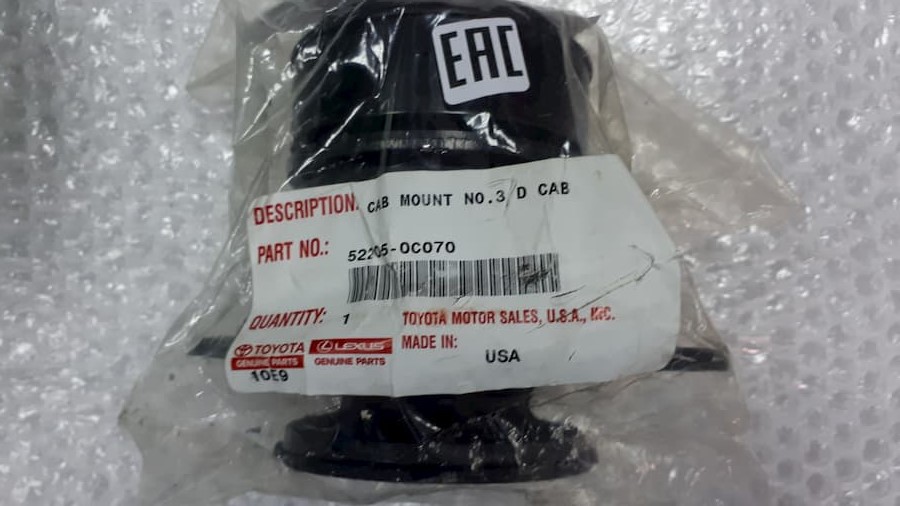 EAC
DESCRIPTION: CAB MOUNT NO.3 D CAB
PART NO.: 52205-0C070
QUANTITY: 1 TOYOTA MOTOR SALES, U.S.A., INC.
TOYOTA LEXUS MADE IN:
GENUINE PARTS GENUINE PARTS USA
10E9